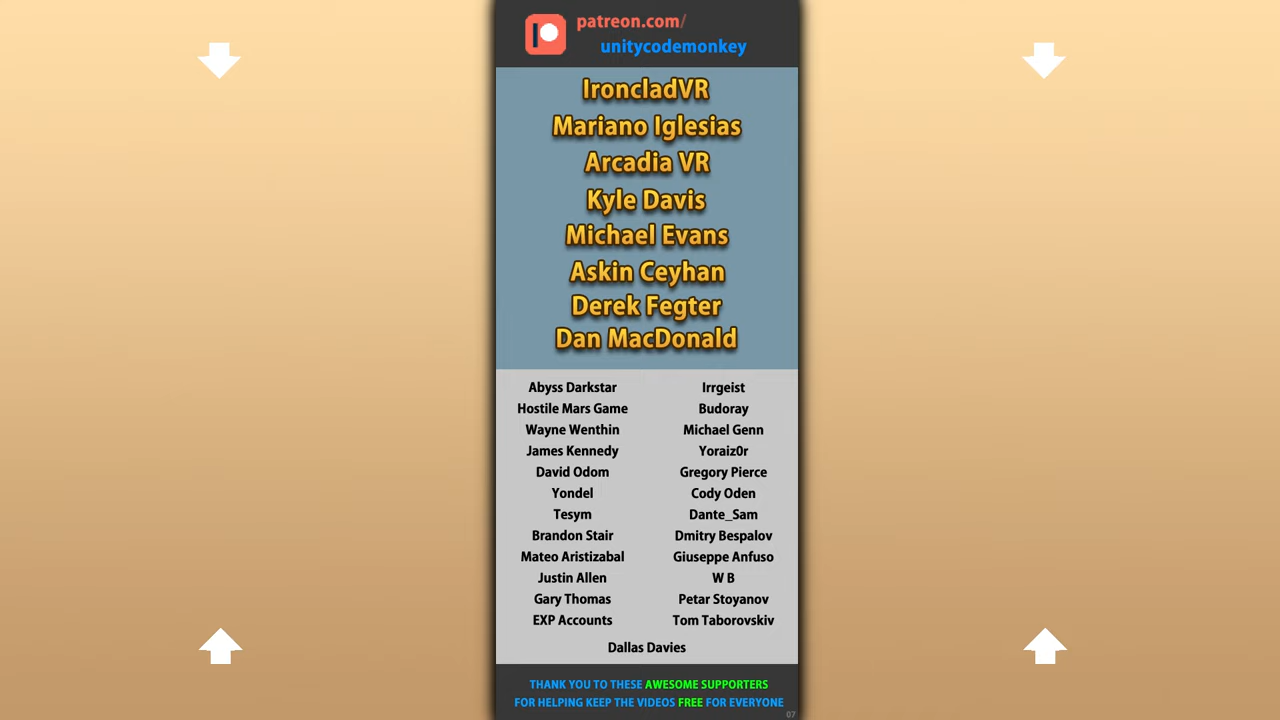 patreon.com/
unitycodemonkey
IroncladVR
Mariano Iglesias
Arcadia VR
Kyle Davis
Michael Evans
Askin Ceyhan
Derek Fegter
Dan MacDonald
Abyss Darkstar
Hostile Mars Game
Wayne Wenthin
James Kennedy
David Odom
Yondel
Tesym
Brandon Stair
Mateo Aristizabal
Justin Allen
Gary Thomas
EXP Accounts
Irrgeist
Budoray
Michael Genn
Yoraiz0r
Gregory Pierce
Cody Oden
Dante_Sam
Dmitry Bespalov
Giuseppe Anfuso
W B
Petar Stoyanov
Tom Taborovskiv
Dallas Davies
THANK YOU TO THESE AWESOME SUPPORTERS
FOR HELPING KEEP THE VIDEOS FREE FOR EVERYONE
07